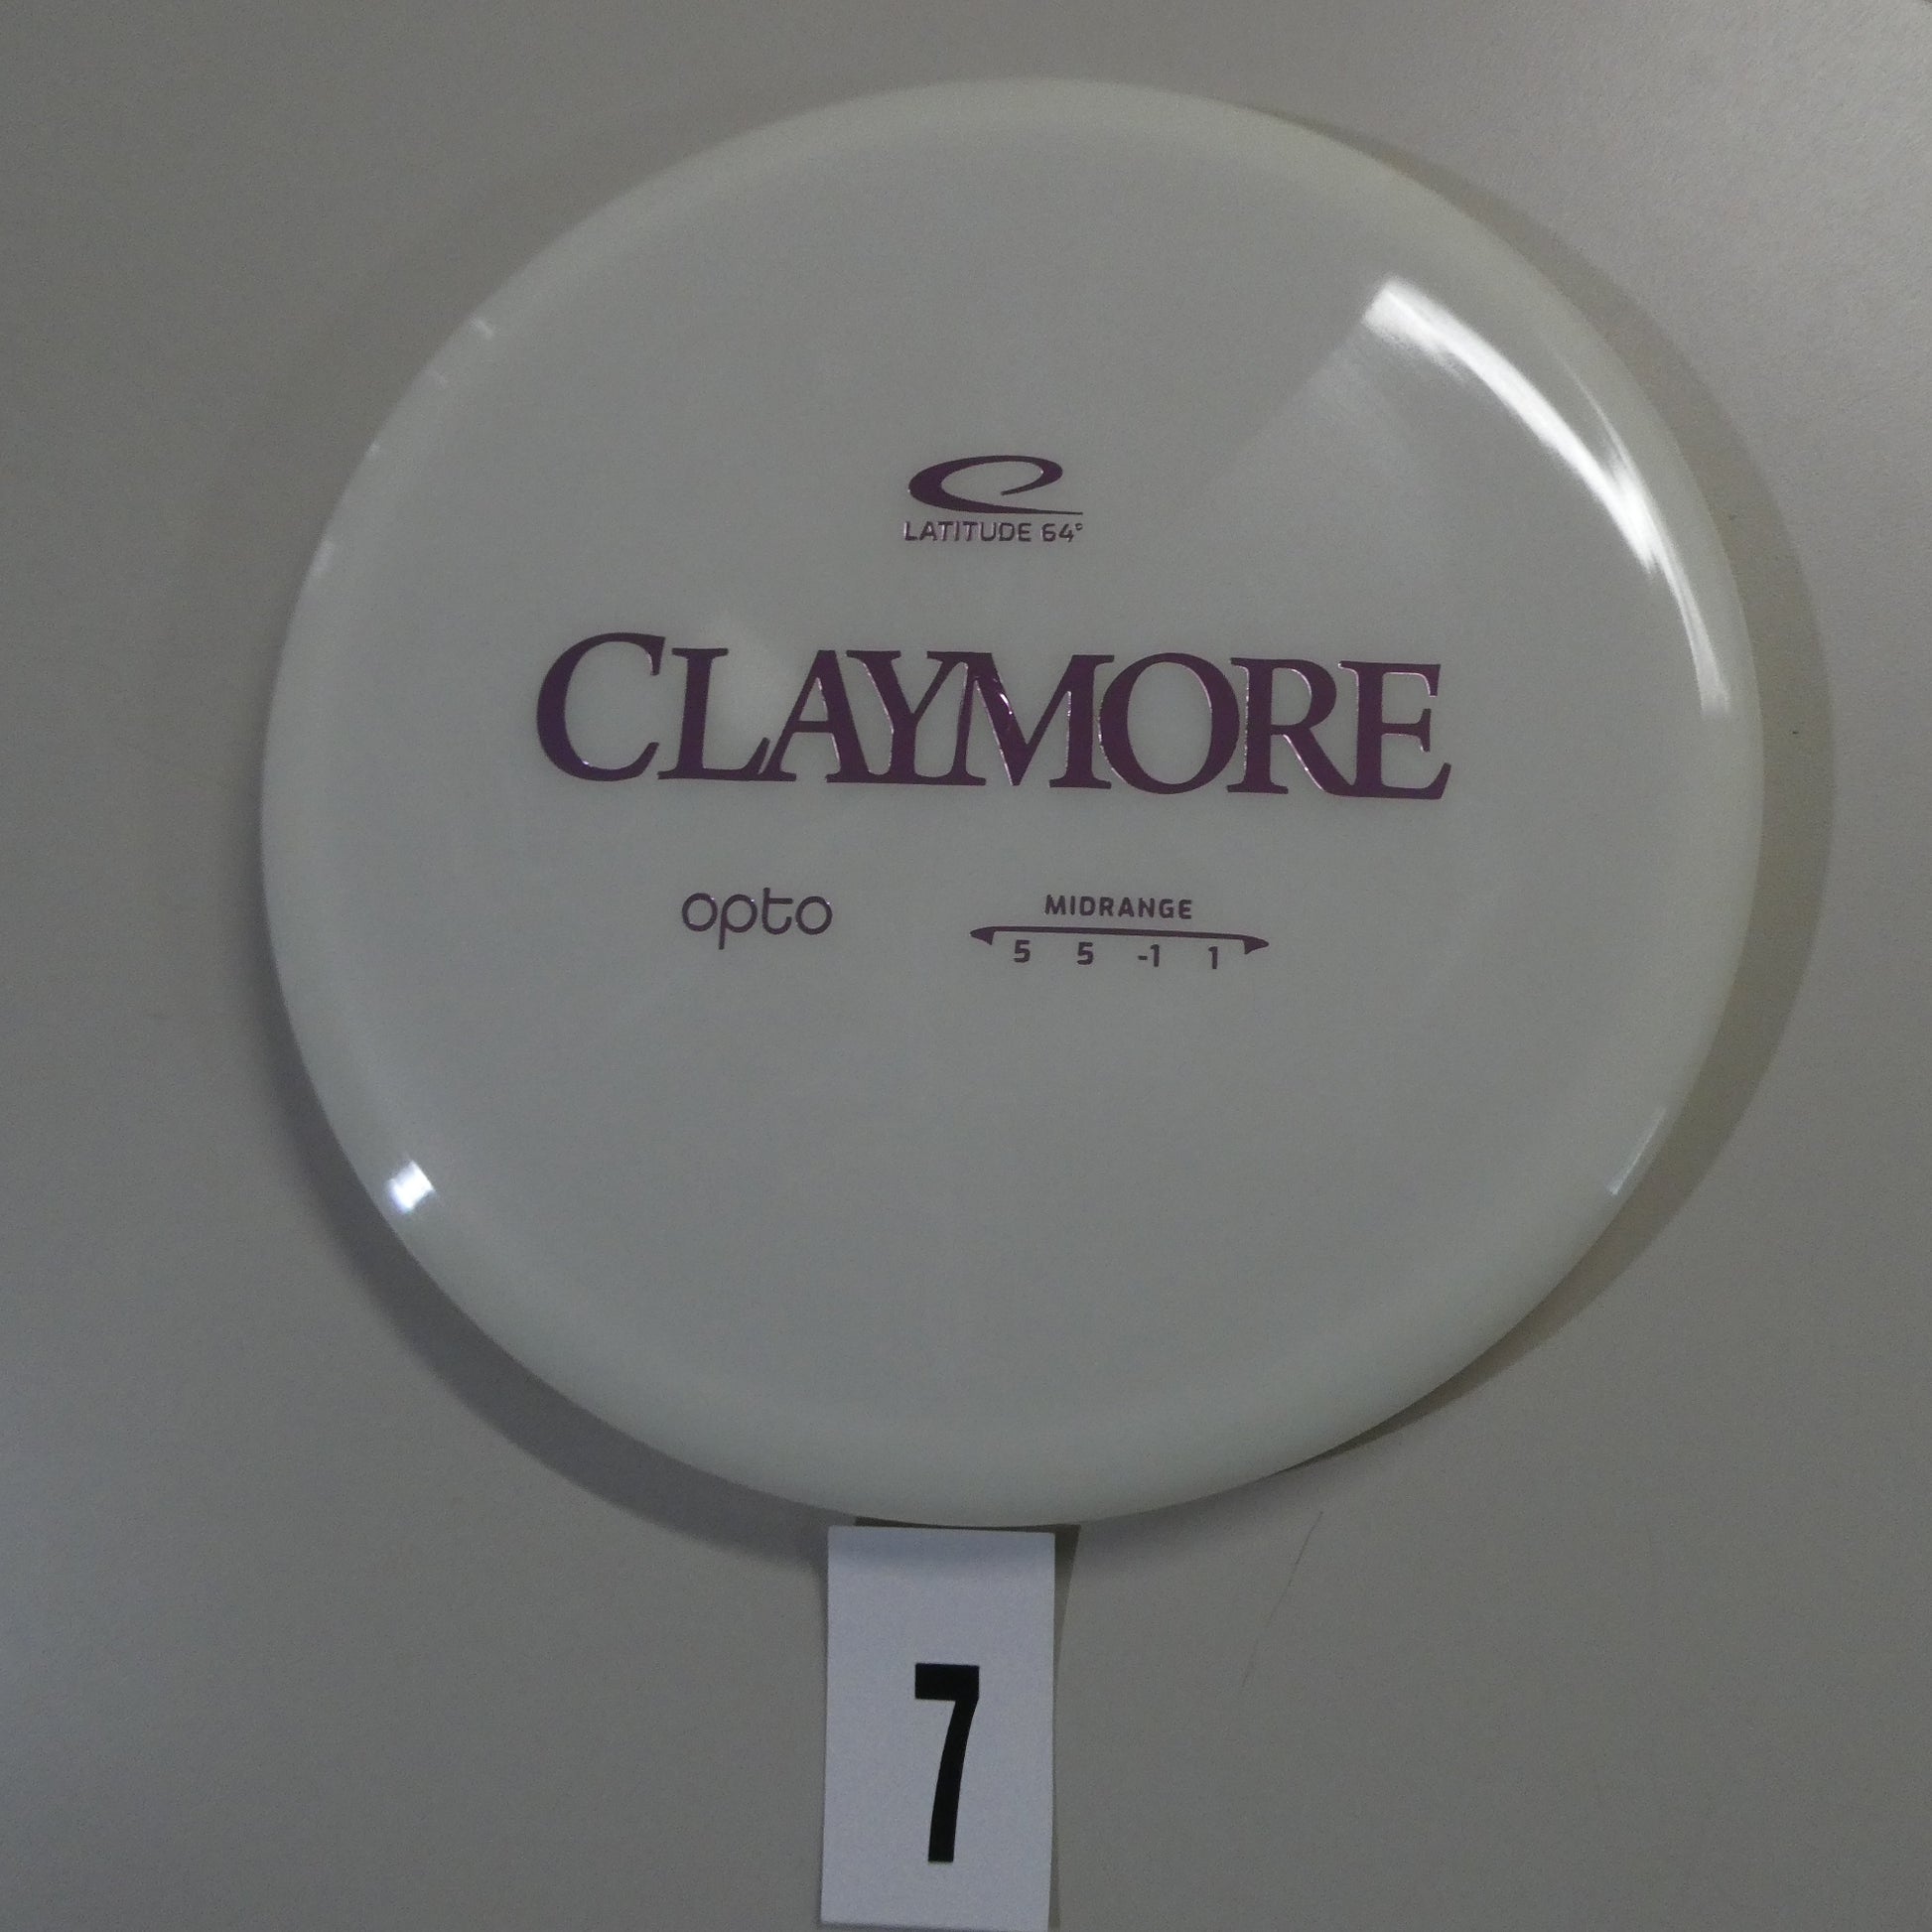 LATITUDE 64°
CLAYMORE
opto
MIDRANGE
5 5 -1 1
7